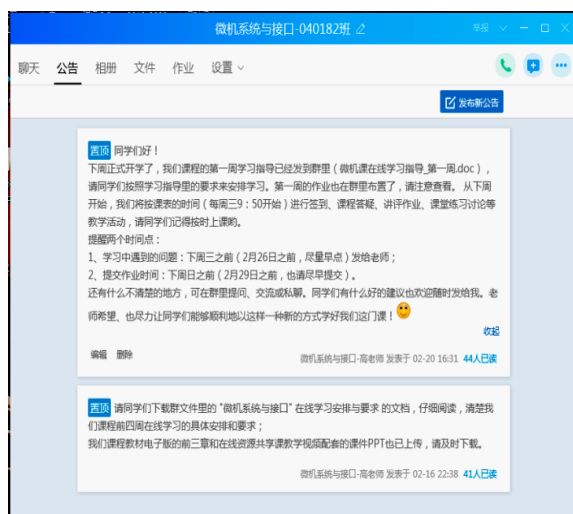 微机系统与接口-040182班
举报
聊天 公告 相册 文件 作业 设置
发布新公告
置顶 同学们好！
下周正式开学了，我们课程的第一周学习指导已经发到群里（微机课在线学习指导_第一周.doc），
请同学们按照学习指导里的要求来安排学习。第一周的作业也在群里布置了，请注意查看。 从下周
开始，我们将按课表的时间（每周三9：50开始）进行签到、课程答疑、讲评作业、课堂练习讨论等
教学活动，请同学们记得按时上课哟。
提醒两个时间点：
1、学习中遇到的问题：下周三之前（2月26日之前，尽量早点）发给老师；
2、提交作业时间：下周日之前（2月29日之前，也请尽早提交）。
还有什么不清楚的地方，可在群里提问、交流或私聊。同学们有什么好的建议也欢迎随时发给我。老
师希望、也尽力让同学们能够顺利地以这样一种新的方式学好我们这门课！
收起
编辑 删除
微机系统与接口-高老师 发表于 02-20 16:31 44人已读
置顶 请同学们下载群文件里的 "微机系统与接口" 在线学习安排与要求 的文档，仔细阅读，清楚我
们课程前四周在线学习的具体安排和要求；
我们课程教材电子版的前三章和在线资源共享课教学视频配套的课件PPT也已上传，请及时下载。
微机系统与接口-高老师 发表于 02-16 22:38 41人已读